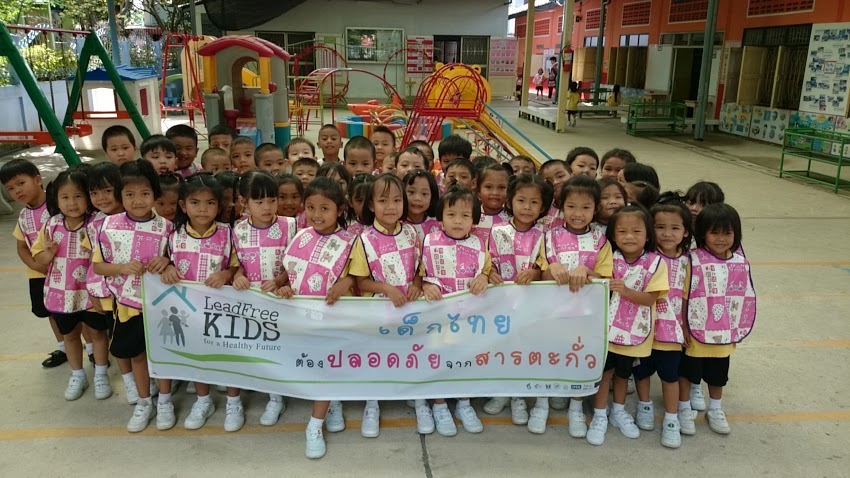 LeadFree
KIDS
for a Healthy Future
เด็กไทย
ต้องปลอดภัยจากสารตะกั่ว